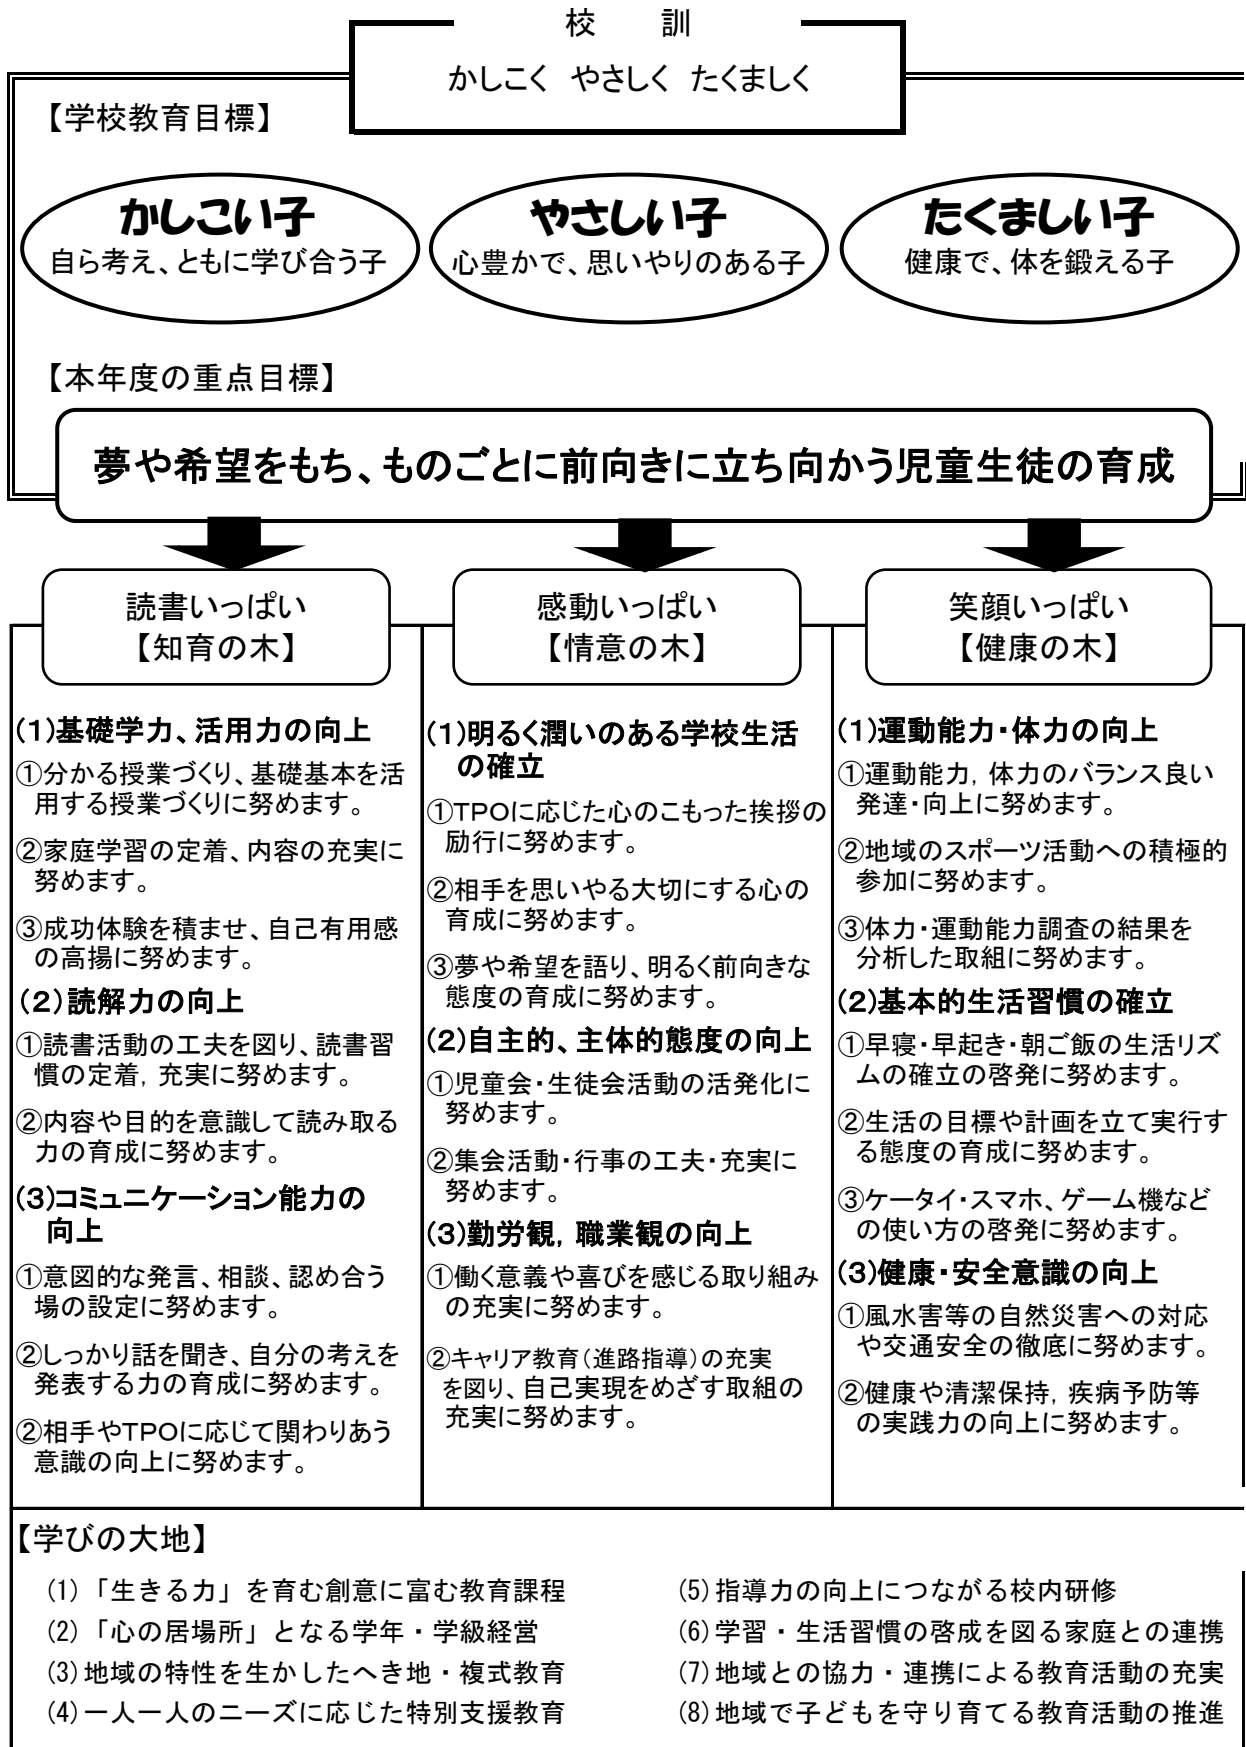 校　訓
かしこく やさしく たくましく
【学校教育目標】
かしこい子
自ら考え、ともに学び合う子
やさしい子
心豊かで、思いやりのある子
たくましい子
健康で、体を鍛える子
【本年度の重点目標】
夢や希望をもち、ものごとに前向きに立ち向かう児童生徒の育成
読書いっぱい
【知育の木】
(1)基礎学力、活用力の向上
①分かる授業づくり、基礎基本を活
用する授業づくりに努めます。
②家庭学習の定着、内容の充実に
努めます。
③成功体験を積ませ、自己有用感
の高揚に努めます。
(2)読解力の向上
①読書活動の工夫を図り、読書習
慣の定着,充実に努めます。
②内容や目的を意識して読み取る
力の育成に努めます。
(3)コミュニケーション能力の
向上
①意図的な発言、相談、認め合う
場の設定に努めます。
②しっかり話を聞き、自分の考えを
発表する力の育成に努めます。
②相手やTPOに応じて関わりあう
意識の向上に努めます。
感動いっぱい
【情意の木】
(1)明るく潤いのある学校生活
の確立
①TPOに応じた心のこもった挨拶の
励行に努めます。
②相手を思いやる大切にする心の
育成に努めます。
③夢や希望を語り、明るく前向きな
態度の育成に努めます。
(2)自主的、主体的態度の向上
①児童会・生徒会活動の活発化に
努めます。
②集会活動・行事の工夫・充実に
努めます。
(3)勤労観,職業観の向上
①働く意義や喜びを感じる取り組み
の充実に努めます。
②キャリア教育(進路指導)の充実
を図り、自己実現をめざす取組の
充実に努めます。
笑顔いっぱい
【健康の木】
(1)運動能力・体力の向上
①運動能力,体力のバランス良い
発達・向上に努めます。
②地域のスポーツ活動への積極的
参加に努めます。
③体力・運動能力調査の結果を
分析した取組に努めます。
(2)基本的生活習慣の確立
①早寝・早起き・朝ご飯の生活リズ
ムの確立の啓発に努めます。
②生活の目標や計画を立て実行す
る態度の育成に努めます。
③ケータイ・スマホ、ゲーム機など
の使い方の啓発に努めます。
(3)健康・安全意識の向上
①風水害等の自然災害への対応
や交通安全の徹底に努めます。
②健康や清潔保持,疾病予防等
の実践力の向上に努めます。
【学びの大地】
(1)「生きる力」を育む創意に富む教育課程
(2)「心の居場所」となる学年・学級経営
(3)地域の特性を生かしたへき地・複式教育
(4)一人一人のニーズに応じた特別支援教育
(5)指導力の向上につながる校内研修
(6)学習・生活習慣の啓成を図る家庭との連携
(7)地域との協力・連携による教育活動の充実
(8)地域で子どもを守り育てる教育活動の推進